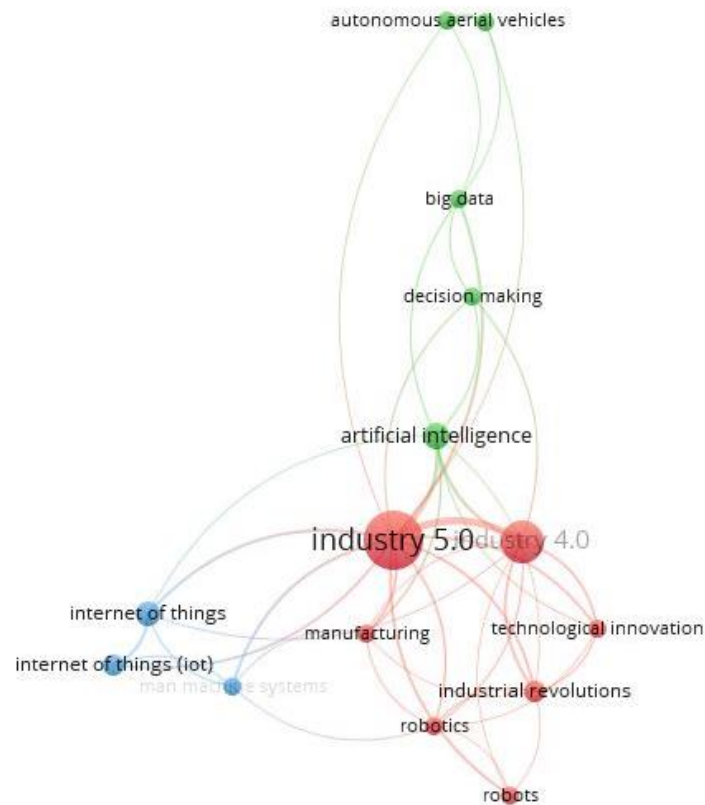 autonomous aerial vehicles
big data
decision making
artificial intelligence
industry 5.0
industry 4.0
internet of things
manufacturing
technological innovation
internet of things (iot)
man machine systems
industrial revolutions
robotics
robots